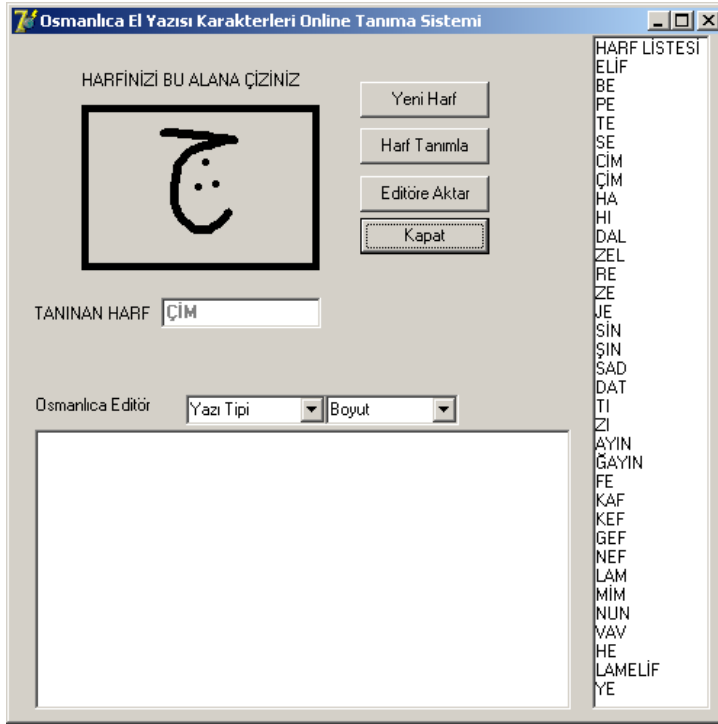 Osmanlıca El Yazısı Karakterleri Online Tanıma Sistemi
HARFİNİZİ BU ALANA ÇİZİNİZ
چ
Yeni Harf
Harf Tanımla
Editöre Aktar
Kapat
TANINAN HARF ÇİM
Osmanlıca Editör Yazı Tipi Boyut
HARF LİSTESİ
ELİF
BE
PE
TE
SE
CİM
ÇİM
HA
HI
DAL
ZEL
RE
ZE
JE
SİN
ŞIN
SAD
DAT
TI
ZI
AYIN
ĞAYIN
FE
KAF
KEF
GEF
NEF
LAM
MİM
NUN
VAV
HE
LAMELİF
YE